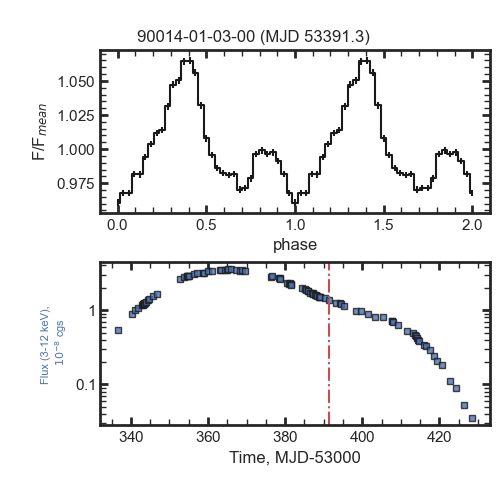 90014-01-03-00 (MJD 53391.3)
1.050
1.025
1.000
0.975
F/Fmean
0.0 0.5 1.0 1.5 2.0
phase
1
0.1
Flux (3-12 keV),
10⁻⁸ cgs
340 360 380 400 420
Time, MJD-53000